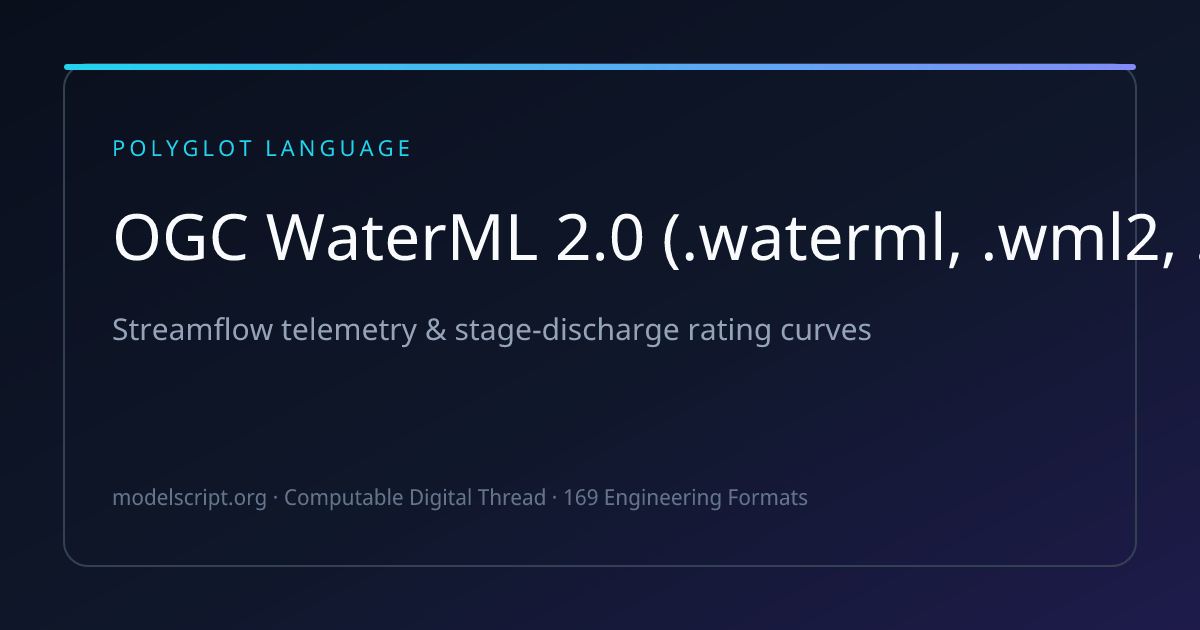 POLYGLOT LANGUAGE
OGC WaterML 2.0 (.waterml, .wml2,
Streamflow telemetry & stage-discharge rating curves
modelscript.org · Computable Digital Thread · 169 Engineering Formats